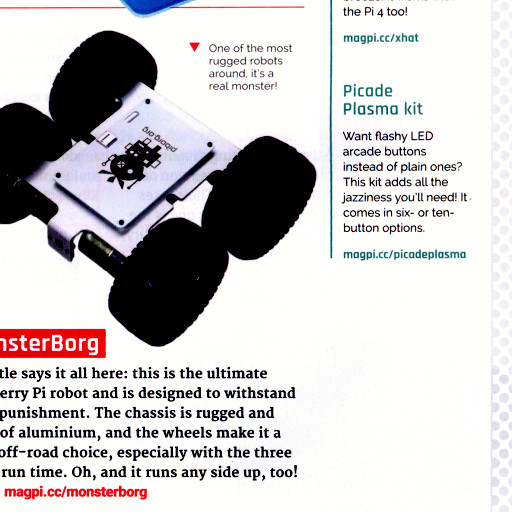 One of the most
rugged robots
around, it's a
real monster!
piborg.org
nsterBorg
tle says it all here: this is the ultimate
erry Pi robot and is designed to withstand
punishment. The chassis is rugged and
of aluminium, and the wheels make it a
off-road choice, especially with the three
run time. Oh, and it runs any side up, too!
magpi.cc/monsterborg
the Pi 4 too!
magpi.cc/xhat
Picade
Plasma kit
Want flashy LED
arcade buttons
instead of plain ones?
This kit adds all the
jazziness you'll need! It
comes in six- or ten-
button options.
magpi.cc/picadeplasma